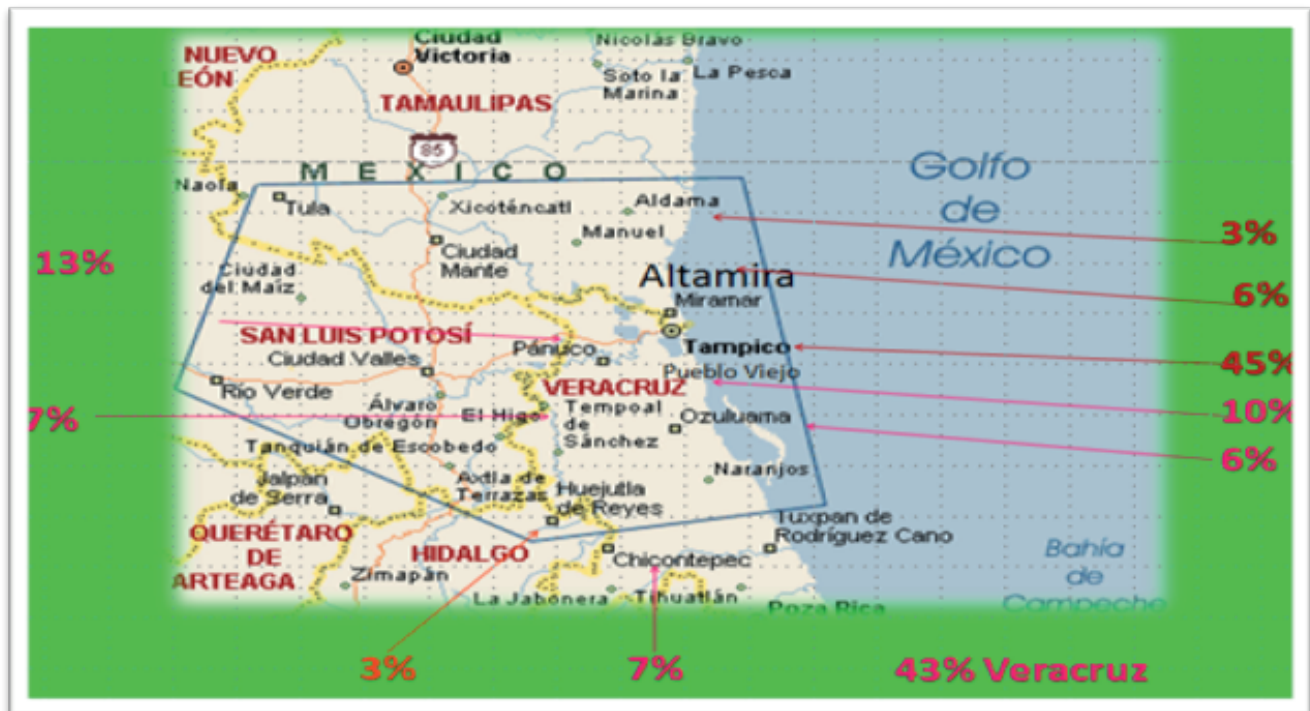 Ciudad
Victoria
Nicolás Bravo
NUEVO
LEÓN
Soto la
Marina
La Pesca
TAMAULIPAS
85
MEXICO
Golfo
de
México
Naola
Tula
Xicoténcatl
Aldama
Manuel
3%
Ciudad
Mante
13%
Ciudad
del Maíz
Altamira
Miramar
6%
SAN LUIS POTOSÍ
Pánuco
Tampico
45%
Ciudad Valles
Pueblo Viejo
Río Verde
VERACRUZ
10%
7%
Álvaro
Obregón
El Higo
Tempoal
de
Sánchez
Ozuluama
Tanquián de Escobedo
6%
Naranjos
Jalpan
de Serra
Axtla de
Terrazas
Huejutla
de Reyes
Tuxpan de
Rodríguez Cano
QUERÉTARO
DE
ARTEAGA
HIDALGO
Chicontepec
Bahía
de
Campeche
Zimapán
La Jabonera
Tihuatlán
Poza Rica
3%
7%
43% Veracruz